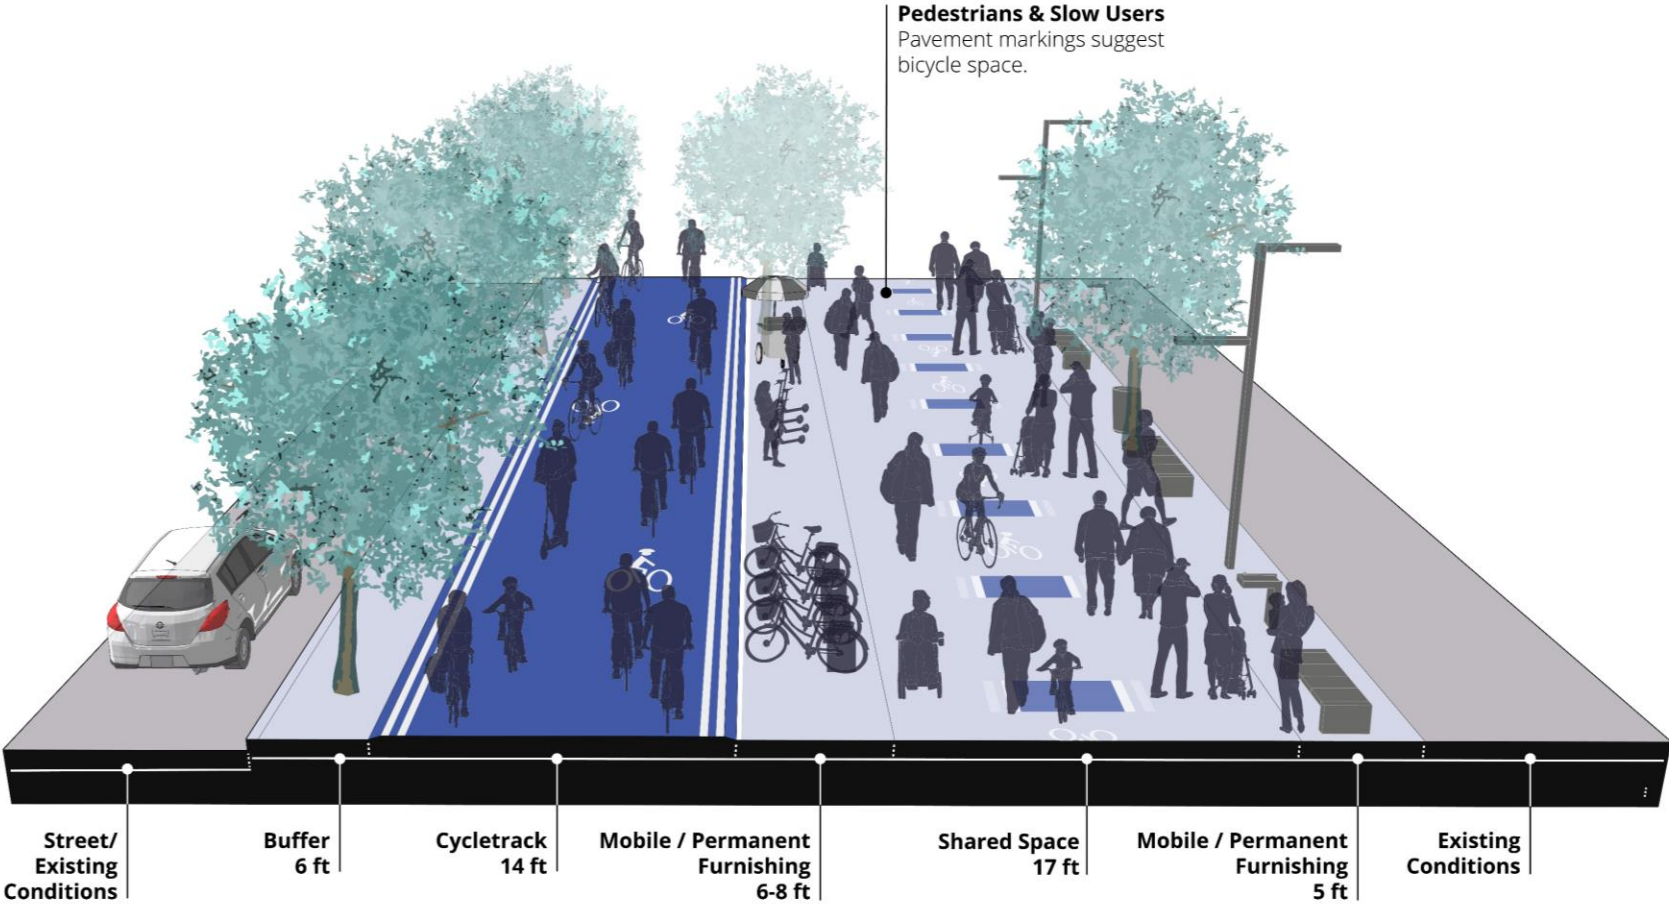 Pedestrians & Slow Users
Pavement markings suggest
bicycle space.
Street/
Existing
Conditions
Buffer
6 ft
Cycletrack
14 ft
Mobile / Permanent
Furnishing
6-8 ft
Shared Space
17 ft
Mobile / Permanent
Furnishing
5 ft
Existing
Conditions